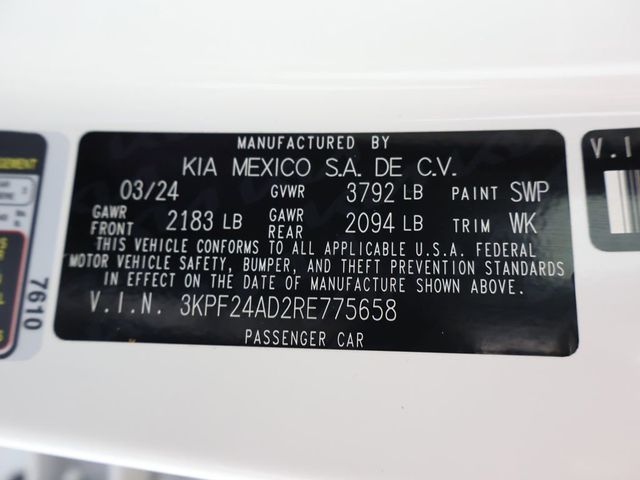 MANUFACTURED BY
KIA MEXICO S.A. DE C.V.
03/24 GVWR 3792 LB PAINT SWP
GAWR FRONT 2183 LB GAWR REAR 2094 LB TRIM WK
THIS VEHICLE CONFORMS TO ALL APPLICABLE U.S.A. FEDERAL
MOTOR VEHICLE SAFETY, BUMPER, AND THEFT PREVENTION STANDARDS
IN EFFECT ON THE DATE OF MANUFACTURE SHOWN ABOVE.
V.I.N. 3KPF24AD2RE775658
PASSENGER CAR
7610
V.I